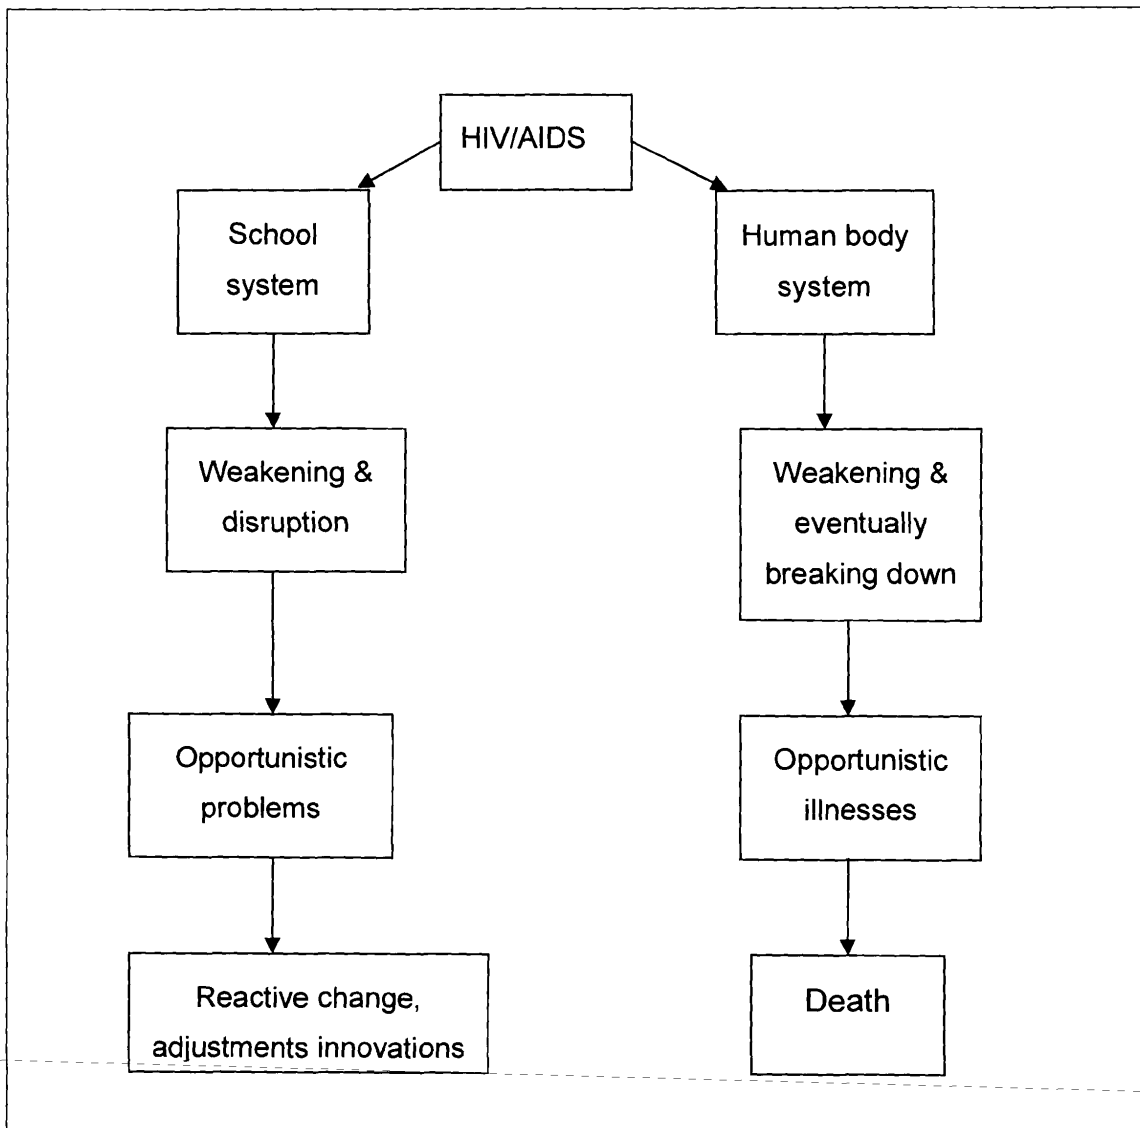 HIV/AIDS
School
system
Human body
system
Weakening &
disruption
Weakening &
eventually
breaking down
Opportunistic
problems
Opportunistic
illnesses
Reactive change,
adjustments innovations
Death